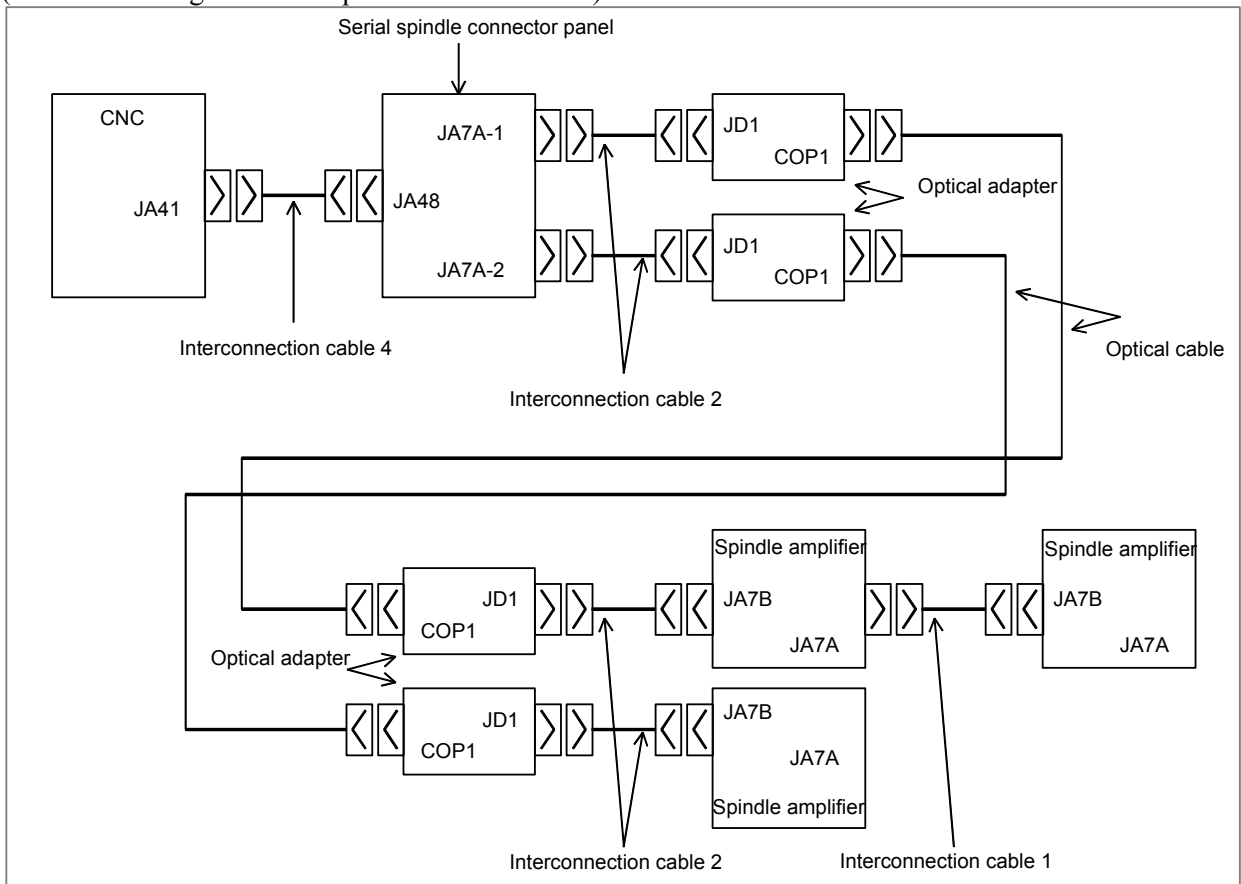 Serial spindle connector panel
CNC
JA41
JA48
JA7A-1
JA7A-2
JD1
COP1
JD1
COP1
Optical adapter
Interconnection cable 4
Interconnection cable 2
Optical cable
JD1
COP1
Optical adapter
JD1
COP1
Spindle amplifier
JA7B
JA7A
Spindle amplifier
JA7B
JA7A
JA7B
JA7A
Spindle amplifier
Interconnection cable 2
Interconnection cable 1